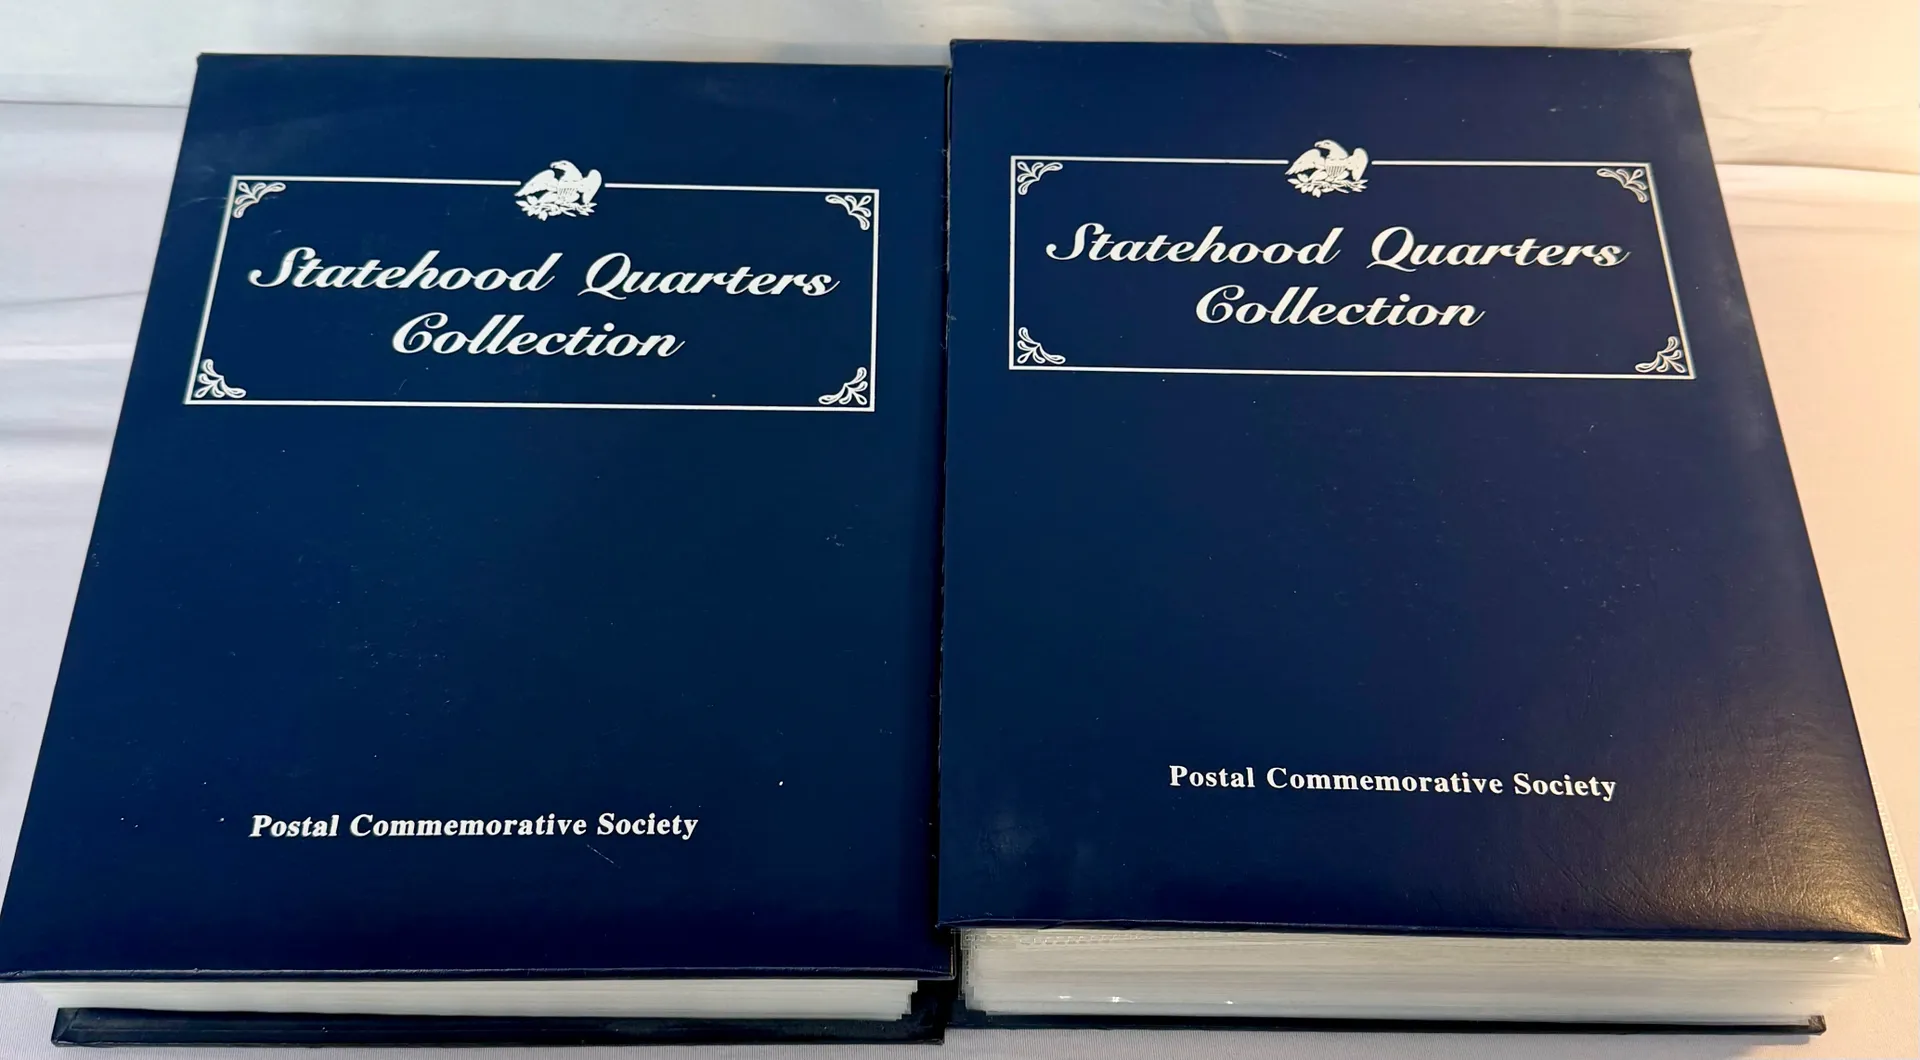 Statehood Quarters
Collection
Postal Commemorative Society
Statehood Quarters
Collection
Postal Commemorative Society